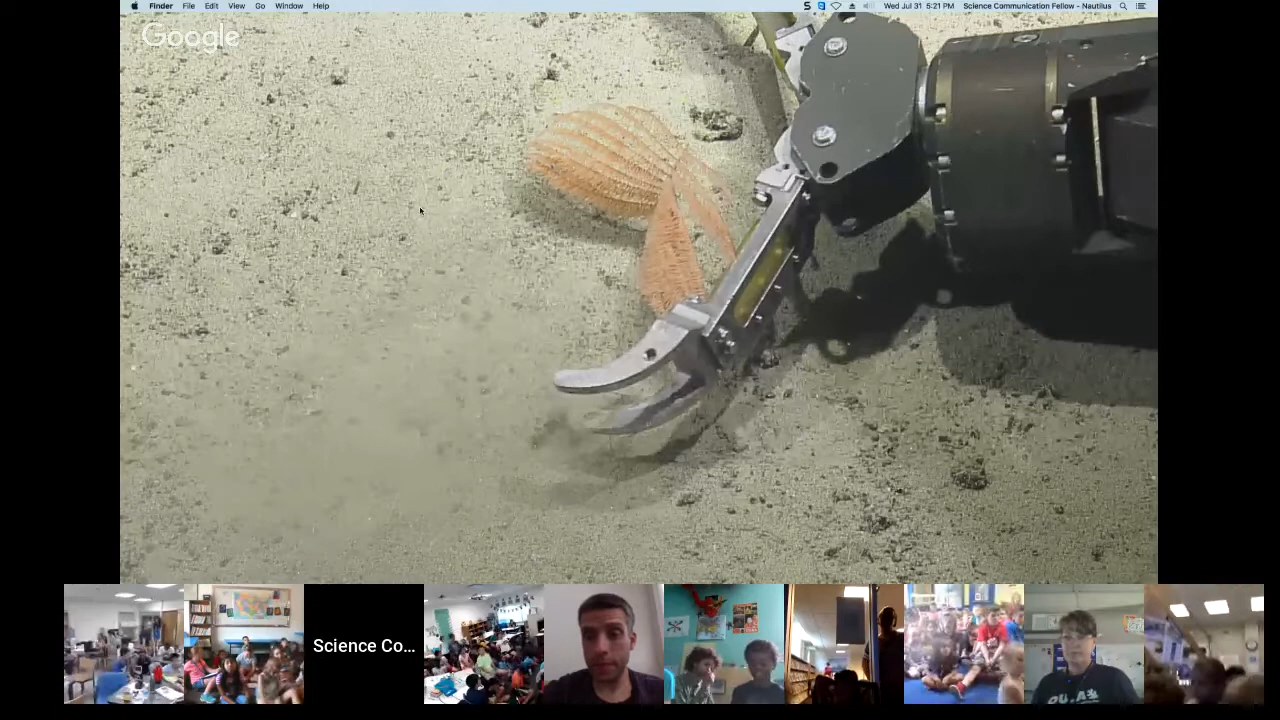 Finder File Edit View Go Window Help Wed Jul 31 5:21 PM Science Communication Fellow - Nautilus
Google
Science Co...